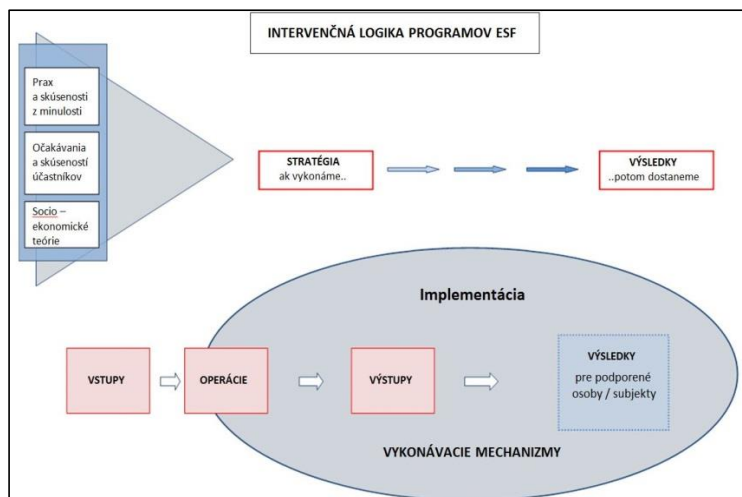 INTERVENČNÁ LOGIKA PROGRAMOV ESF
Prax
a skúsenosti
z minulosti
Očakávania
a skúseností
účastníkov
Socio –
ekonomické
teórie
STRATÉGIA
ak vykonáme..
VÝSLEDKY
..potom dostaneme
Implementácia
VSTUPY
OPERÁCIE
VÝSTUPY
VÝSLEDKY
pre podporené
osoby / subjekty
VYKONÁVACIE MECHANIZMY